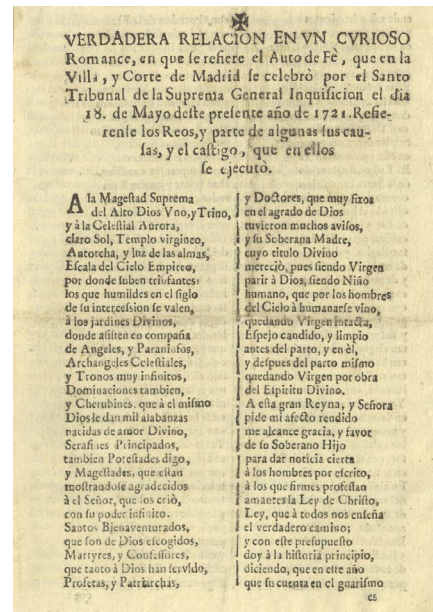 VERDADERA RELACION EN VN CVRIOSO
Romance, en que se refiere el Auto de Fè, que en la
Villa, y Corte de Madrid se celebrò por el Santo
Tribunal de la Suprema General Inquisicion el dia
18. de Mayo deste presente año de 1721. Refie-
rense los Reos, y parte de algunas sus cau-
sas, y el castigo, que en ellos
se executò.
A la Magestad Suprema
del Alto Dios Vno, y Trino,
y à la Celestial Aurora,
claro Sol, Templo virgineo,
Antorcha, y luz de las almas,
Escala del Cielo Empireo,
por donde suben triufantes:
los que humildes en el siglo
de su intercession se valen,
à los jardines Divinos,
donde asisten en compaña
de Angeles, y Paraninfos,
Archangeles Celestiales,
y Tronos muy infinitos,
Dominaciones tambien,
y Cherubines, que à el mismo
Dios le dan mil alabanzas
nacidas de amor Divino,
Serafines Principados,
tambien Potestades digo,
y Magestades, que estan
mostrandose agradecidos
à el Señor, que los criò,
con su poder infinito.
Santos Bienaventurados,
que son de Dios escogidos,
Martyres, y Confessores,
que tanto à Dios han servido,
Profetas, y Patriarchas,
y Doctores, que muy fixos
en el agrado de Dios
tuvieron muchos avisos,
y su Soberana Madre,
cuyo titulo Divino
mereciò, pues siendo Virgen
parir à Dios, siendo Niño
humano, que por los hombres
del Cielo à humanarse vino,
quedando Virgen intacta,
Espejo candido, y limpio
antes del parto, y en èl,
y despues del parto mismo
quedando Virgen por obra
del Espiritu Divino.
A esta gran Reyna, y Señora
pide mi afecto rendido
me alcance gracia, y favor
de su Soberano Hijo
para dar noticia cierta
à los hombres por escrito,
à los que firmes professan
amantes la Ley de Christo,
Ley, que à todos nos enseña
el verdadero camino;
y con este presupuesto
doy à la historia principio,
diciendo, que en este año
que su cuenta en el guarismo
es